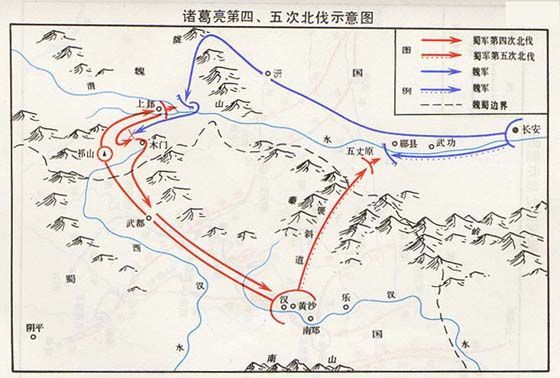 诸葛亮第四、五次北伐示意图
图例
蜀军第四次北伐
蜀军第五次北伐
魏军
魏军
魏蜀边界
魏
国
陇
山
渭
水
汧
上邽
木门
祁山
长安
郿县
武功
五丈原
秦
岭
褒
斜
道
武都
西
汉
水
蜀
国
汉
黄沙
乐
南郑
汉
水
阴平
南
山